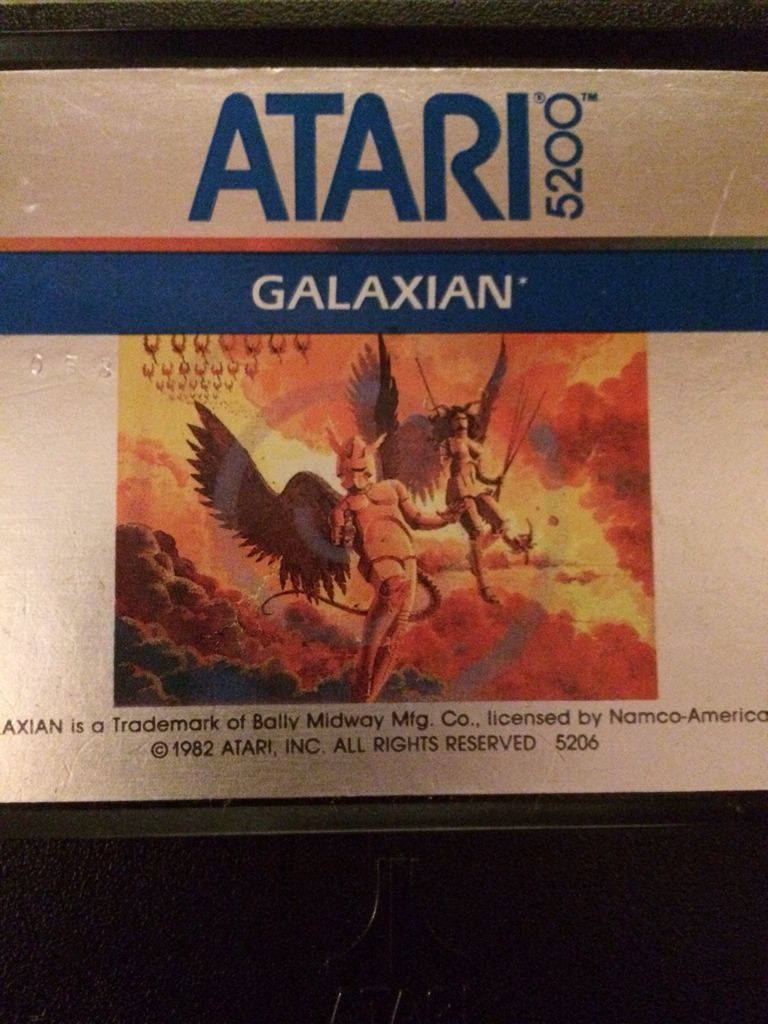 ATARI® 5200™
GALAXIAN*
AXIAN is a Trademark of Bally Midway Mfg. Co., licensed by Namco-America
© 1982 ATARI, INC. ALL RIGHTS RESERVED 5206